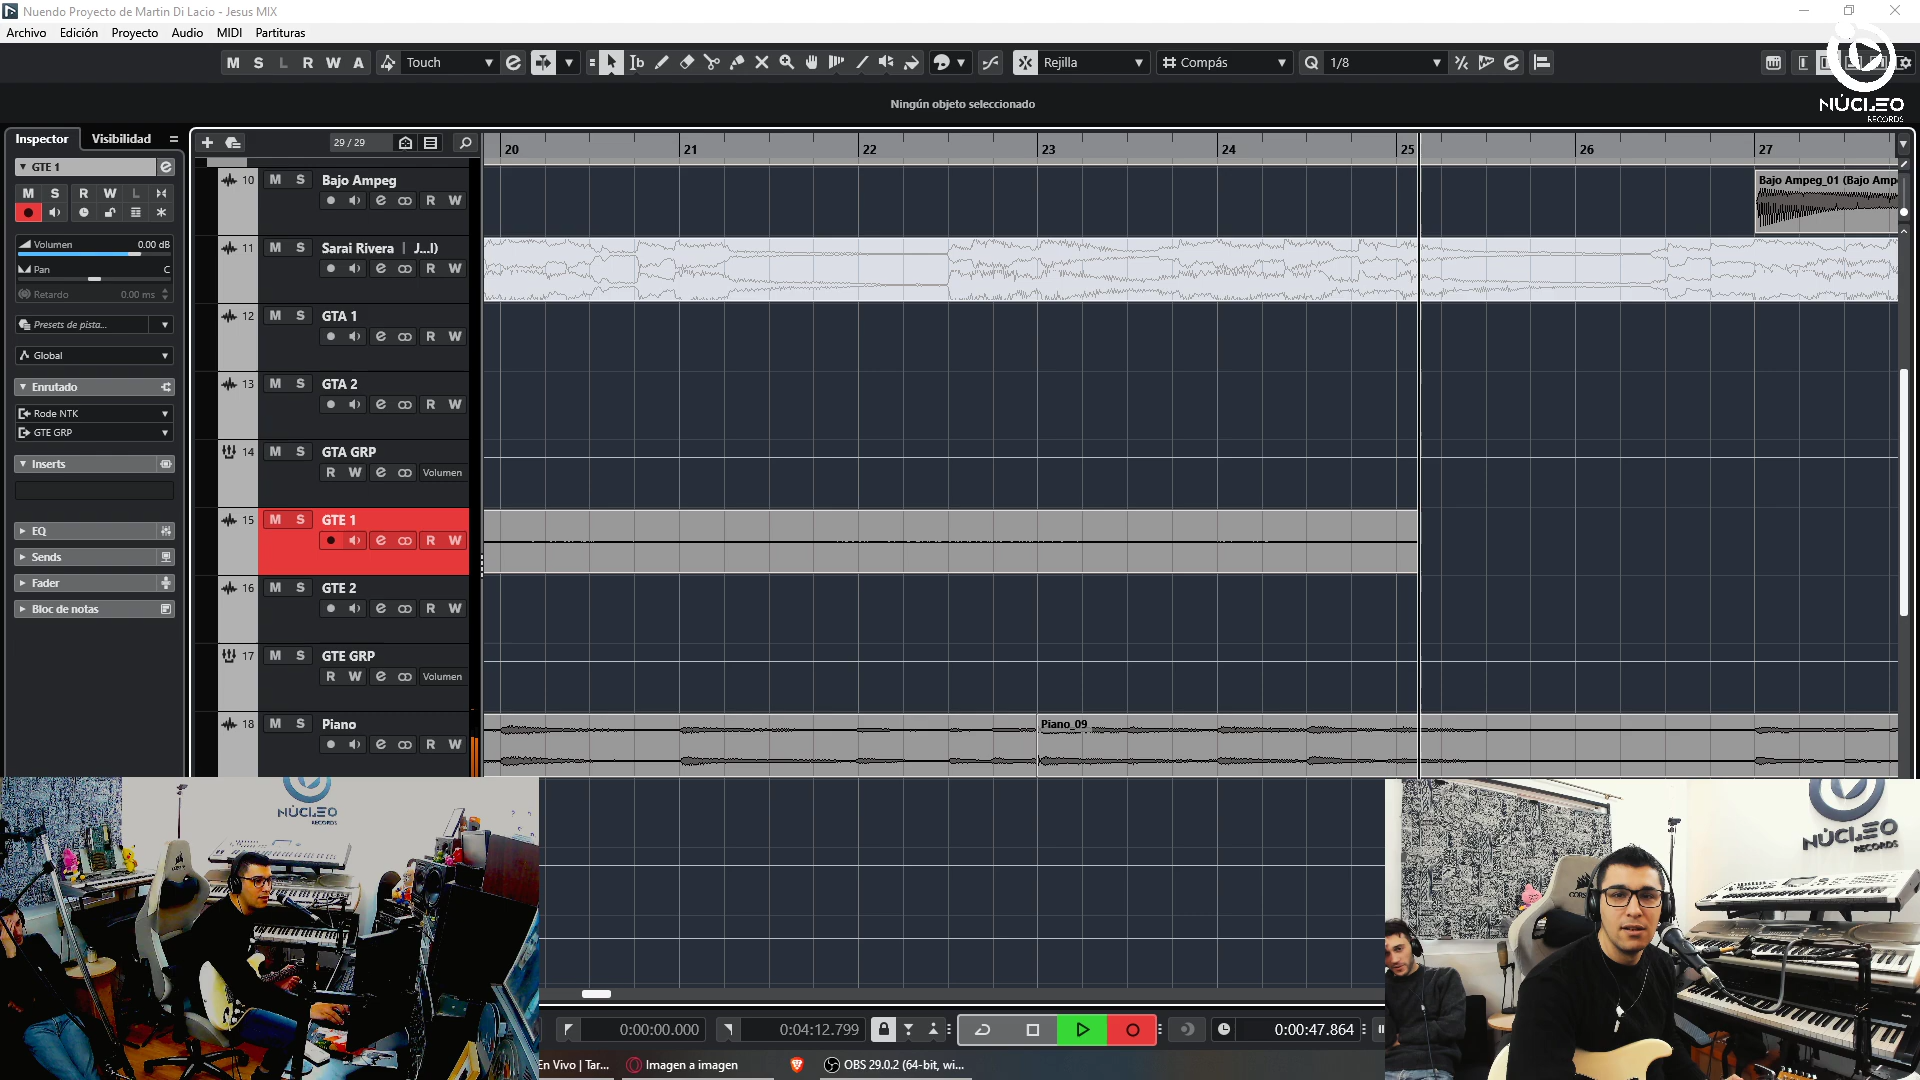 Nuendo Proyecto de Martin Di Lacio - Jesus MIX
Archivo Edición Proyecto Audio MIDI Partituras
M S L R W A Touch Rejilla Compás Q 1/8
NÚCLEO
RECORDS
Ningún objeto seleccionado
Inspector Visibilidad
29 / 29
20 21 22 23 24 25 26 27
GTE 1
M S R W L
Volumen 0.00 dB
Pan C
Retardo 0.00 ms
Presets de pista...
Global
Enrutado
Rode NTK
GTE GRP
Inserts
EQ
Sends
Fader
Bloc de notas
10 M S Bajo Ampeg
R W
Bajo Ampeg_01 (Bajo Amp
11 M S Sarai Rivera | J...l)
R W
12 M S GTA 1
R W
13 M S GTA 2
R W
14 M S GTA GRP
R W Volumen
15 M S GTE 1
R W
16 M S GTE 2
R W
17 M S GTE GRP
R W Volumen
18 M S Piano
R W
Piano_09
NÚCLEO
RECORDS
NÚCLEO
RECORDS
0:00:00.000 0:04:12.799 0:00:47.864
En Vivo | Tar... Imagen a imagen OBS 29.0.2 (64-bit, wi...